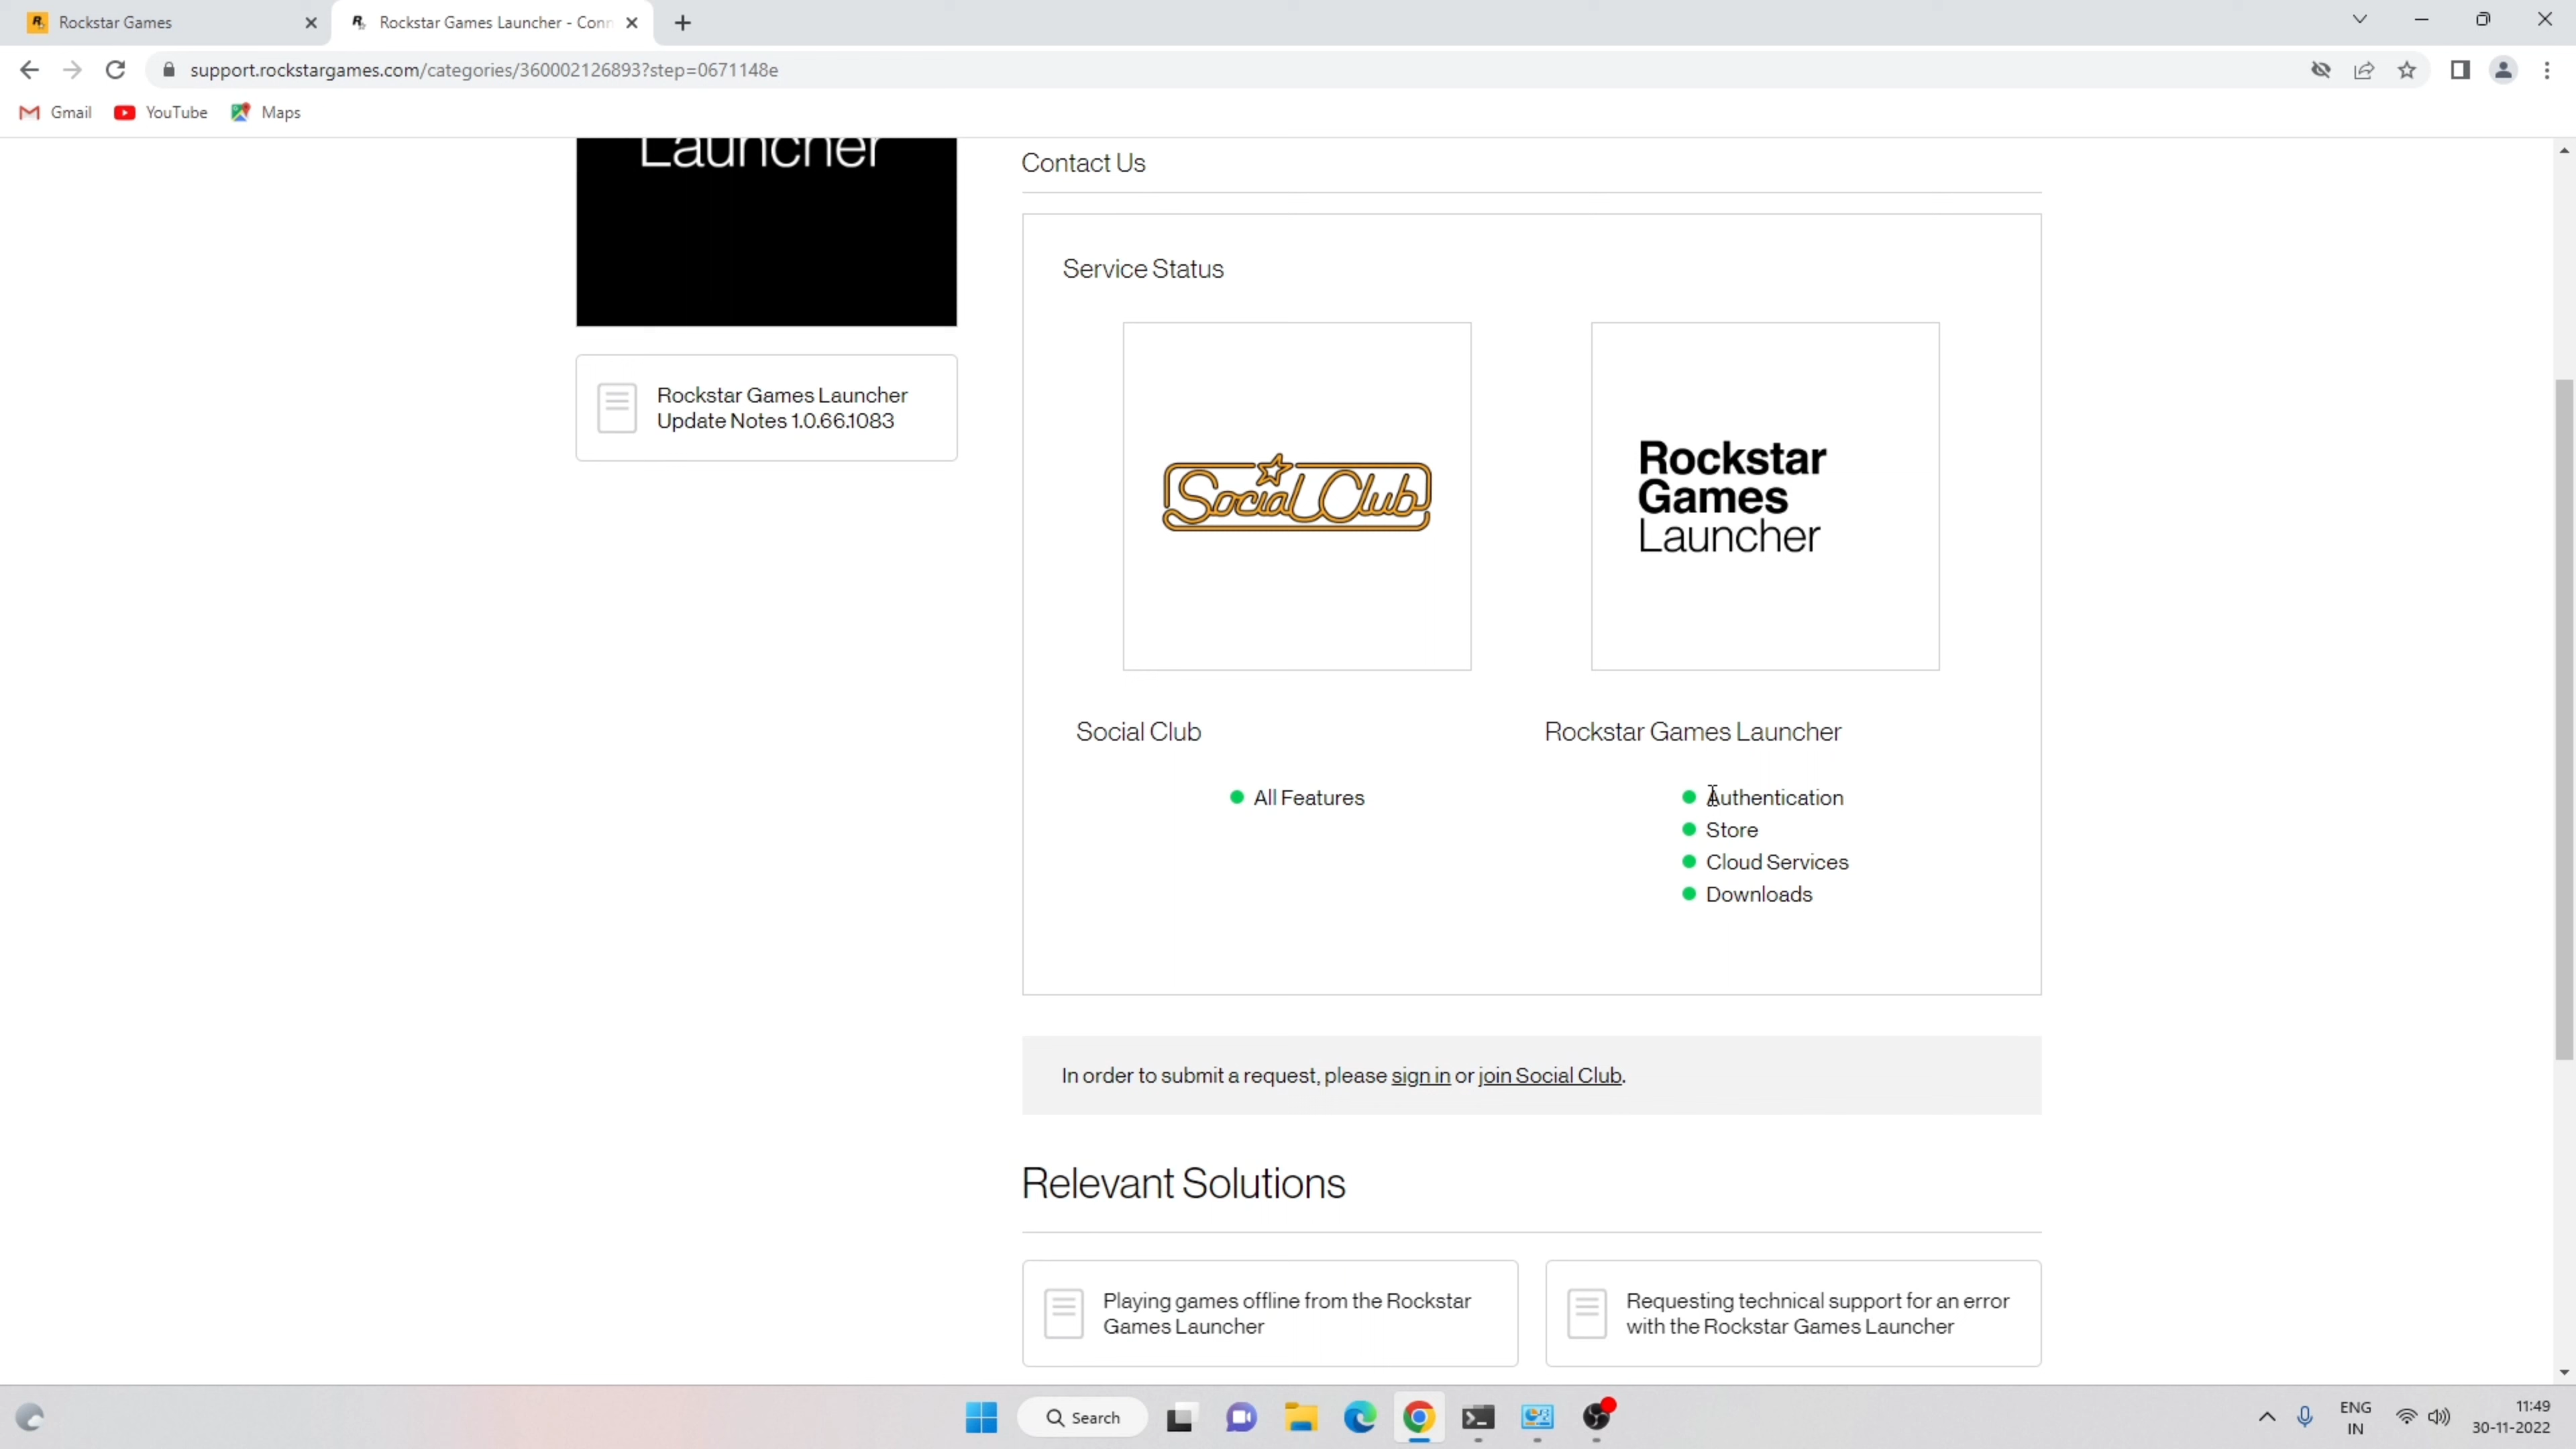 Rockstar Games
Rockstar Games Launcher - Conn
support.rockstargames.com/categories/360002126893?step=0671148e
Gmail
YouTube
Maps
Launcher
Rockstar Games Launcher
Update Notes 1.0.66.1083
Contact Us
Service Status
Social Club
Rockstar
Games
Launcher
Social Club
All Features
Rockstar Games Launcher
Authentication
Store
Cloud Services
Downloads
In order to submit a request, please sign in or join Social Club.
Relevant Solutions
Playing games offline from the Rockstar
Games Launcher
Requesting technical support for an error
with the Rockstar Games Launcher
Search
ENG
IN
11:49
30-11-2022